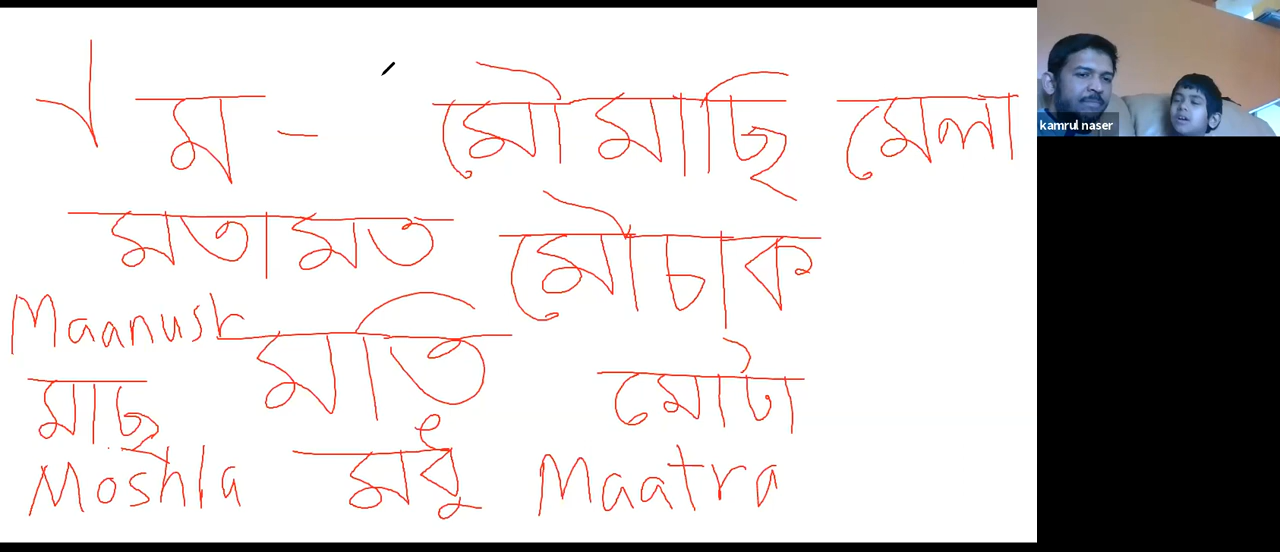 ম - মৌমাছি মেলা
মতামত মৌচাক
Maanush মতি মোটা
মাছ
Moshla মধু Maatra
kamrul naser